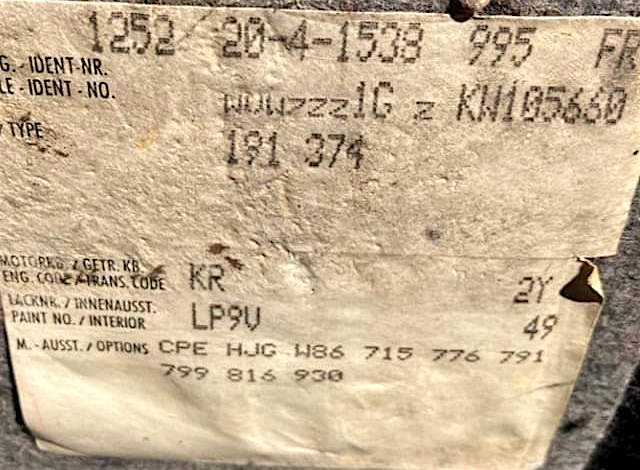 1252 20-4-1538 995 FR
G. - IDENT-NR.
LE - IDENT - NO.
WVWZZZ1G Z KW105660
/ TYPE
191 374
MOTORKB. / GETR. KB.
ENG. CODE / TRANS. CODE
KR 2Y
LACKNR. / INNENAUSST.
PAINT NO. / INTERIOR
LP9V 49
M. - AUSST. / OPTIONS CPE HJG W86 715 776 791
799 816 930